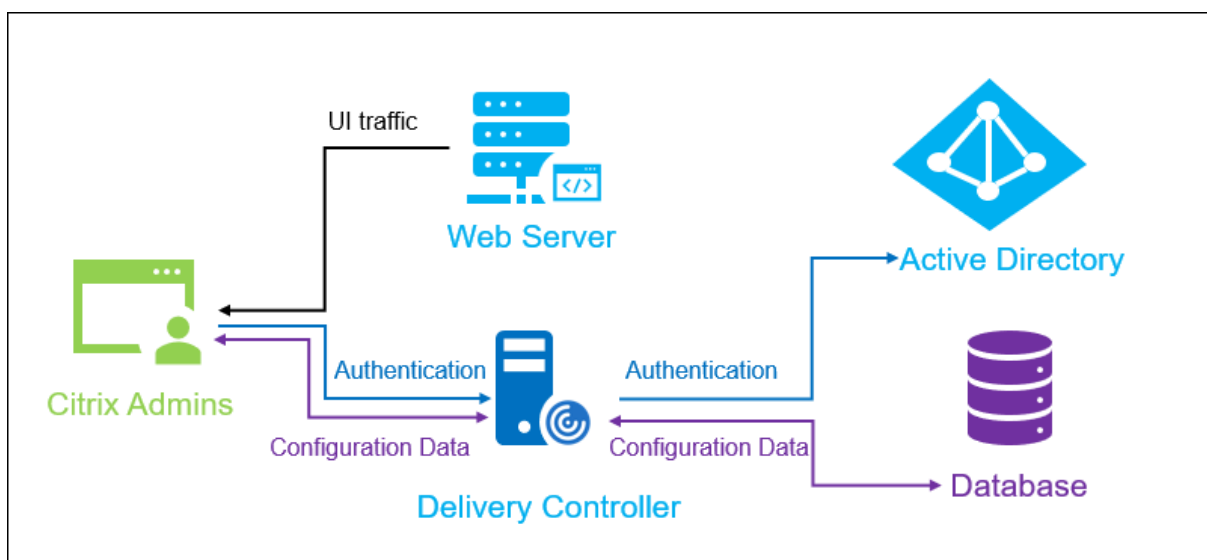 UI traffic
</>
Web Server
Active Directory
Citrix Admins
Authentication
Authentication
Configuration Data
Configuration Data
Delivery Controller
Database